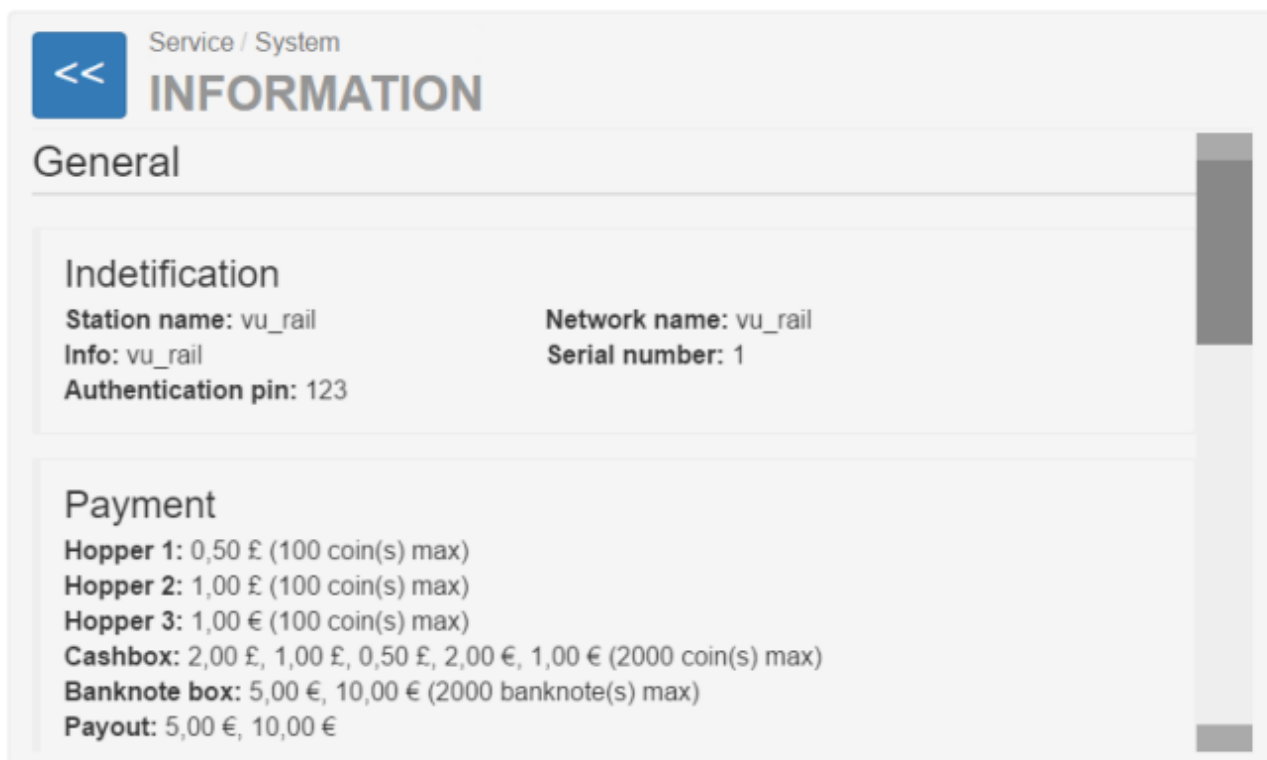 <<
Service / System
INFORMATION
General
Indetification
Station name: vu_rail Network name: vu_rail
Info: vu_rail Serial number: 1
Authentication pin: 123
Payment
Hopper 1: 0,50 £ (100 coin(s) max)
Hopper 2: 1,00 £ (100 coin(s) max)
Hopper 3: 1,00 € (100 coin(s) max)
Cashbox: 2,00 £, 1,00 £, 0,50 £, 2,00 €, 1,00 € (2000 coin(s) max)
Banknote box: 5,00 €, 10,00 € (2000 banknote(s) max)
Payout: 5,00 €, 10,00 €